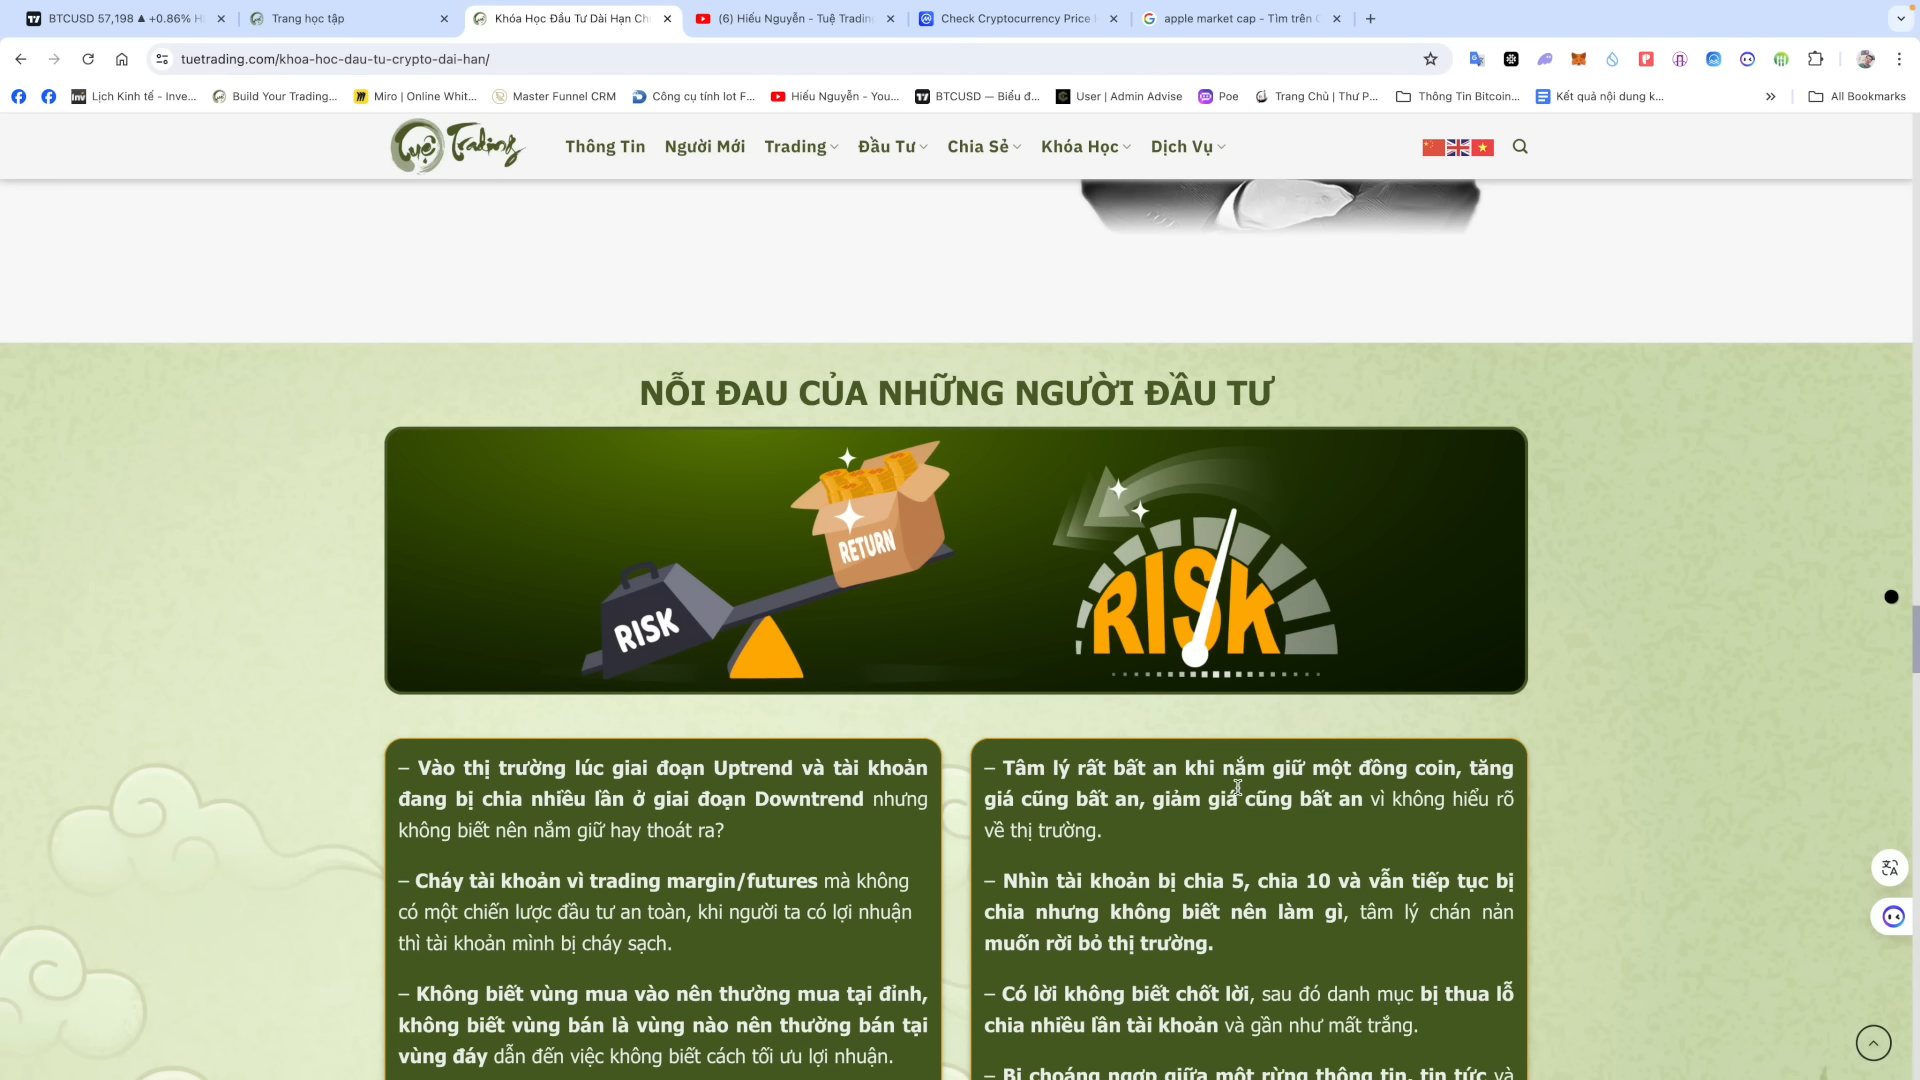 BTCUSD 57,198 ▲ +0.86%
Trang học tập
Khóa Học Đầu Tư Dài Hạn
(6) Hiếu Nguyễn - Tuệ Trading
Check Cryptocurrency Price
apple market cap - Tìm trên
tuetrading.com/khoa-hoc-dau-tu-crypto-dai-han/
Lịch Kinh tế - Inve...
Build Your Trading...
Miro | Online Whit...
Master Funnel CRM
Công cụ tính lot F...
Hiếu Nguyễn - You...
BTCUSD — Biểu đ...
User | Admin Advise
Poe
Trang Chủ | Thư P...
Thông Tin Bitcoin...
Kết quả nội dung k...
All Bookmarks
Tuệ Trading
Thông Tin
Người Mới
Trading
Đầu Tư
Chia Sẻ
Khóa Học
Dịch Vụ
NỖI ĐAU CỦA NHỮNG NGƯỜI ĐẦU TƯ
RETURN
RISK
RISK
– Vào thị trường lúc giai đoạn Uptrend và tài khoản
đang bị chia nhiều lần ở giai đoạn Downtrend nhưng
không biết nên nắm giữ hay thoát ra?
– Cháy tài khoản vì trading margin/futures mà không
có một chiến lược đầu tư an toàn, khi người ta có lợi nhuận
thì tài khoản mình bị cháy sạch.
– Không biết vùng mua vào nên thường mua tại đỉnh,
không biết vùng bán là vùng nào nên thường bán tại
vùng đáy dẫn đến việc không biết cách tối ưu lợi nhuận.
– Tâm lý rất bất an khi nắm giữ một đồng coin, tăng
giá cũng bất an, giảm giá cũng bất an vì không hiểu rõ
về thị trường.
– Nhìn tài khoản bị chia 5, chia 10 và vẫn tiếp tục bị
chia nhưng không biết nên làm gì, tâm lý chán nản
muốn rời bỏ thị trường.
– Có lời không biết chốt lời, sau đó danh mục bị thua lỗ
chia nhiều lần tài khoản và gần như mất trắng.
– Bị choáng ngợp giữa một rừng thông tin, tin tức và